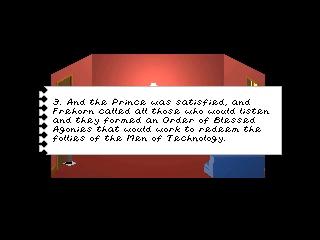 3. And the Prince was satisfied, and
Frehorn called all those who would listen
and they formed an Order of Blessed
Agonies that would work to redeem the
follies of the Men of Technology.